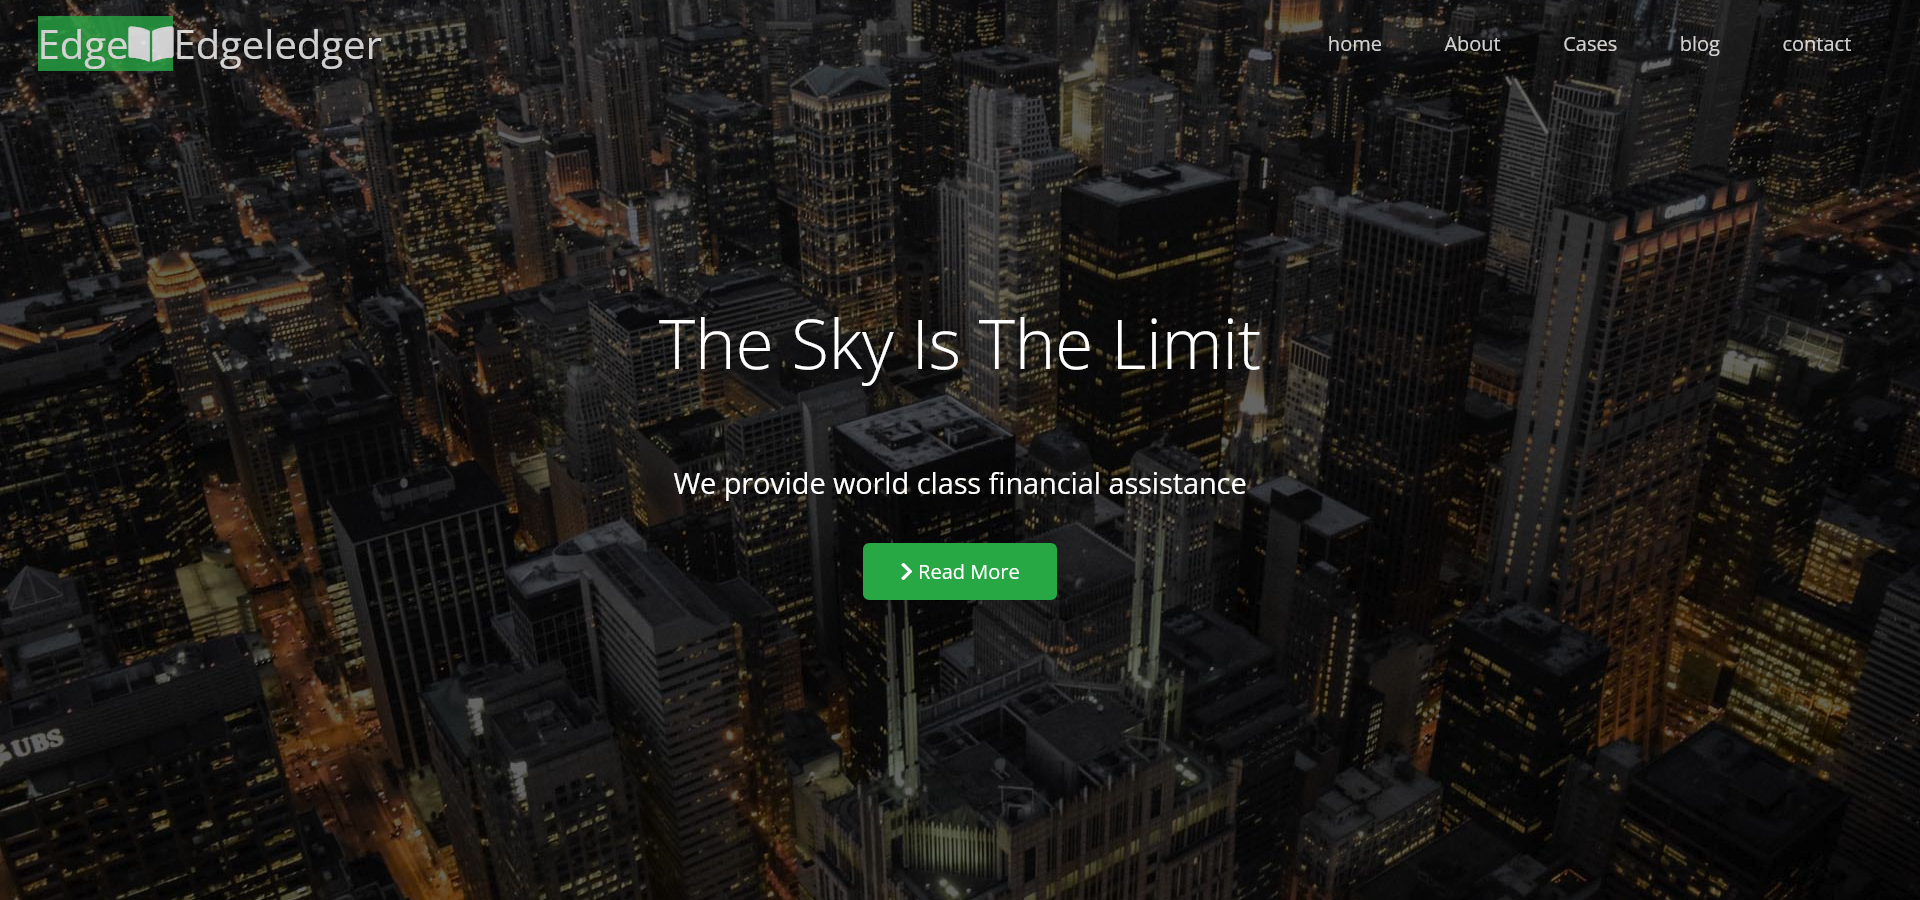 Edge Edgeledger
home About Cases blog contact
The Sky Is The Limit
We provide world class financial assistance
Read More
UBS